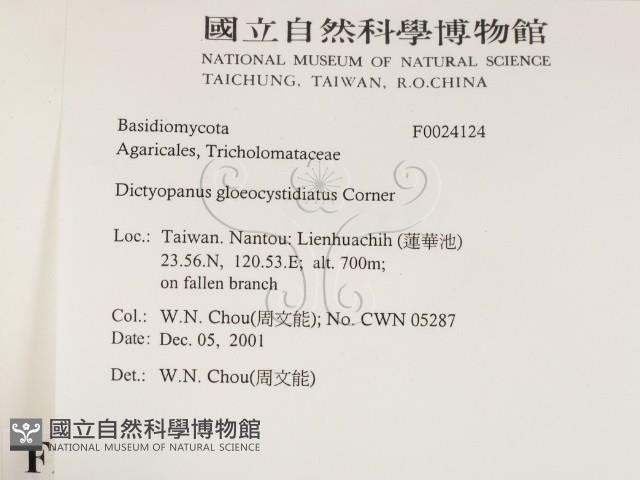 國立自然科學博物館
NATIONAL MUSEUM OF NATURAL SCIENCE
TAICHUNG, TAIWAN, R.O.CHINA
Basidiomycota F0024124
Agaricales, Tricholomataceae
Dictyopanus gloeocystidiatus Corner
Loc.: Taiwan. Nantou: Lienhuachih (蓮華池)
23.56.N, 120.53.E; alt. 700m;
on fallen branch
Col.: W.N. Chou(周文能); No. CWN 05287
Date: Dec. 05, 2001
Det.: W.N. Chou(周文能)
國立自然科學博物館
NATIONAL MUSEUM OF NATURAL SCIENCE
F